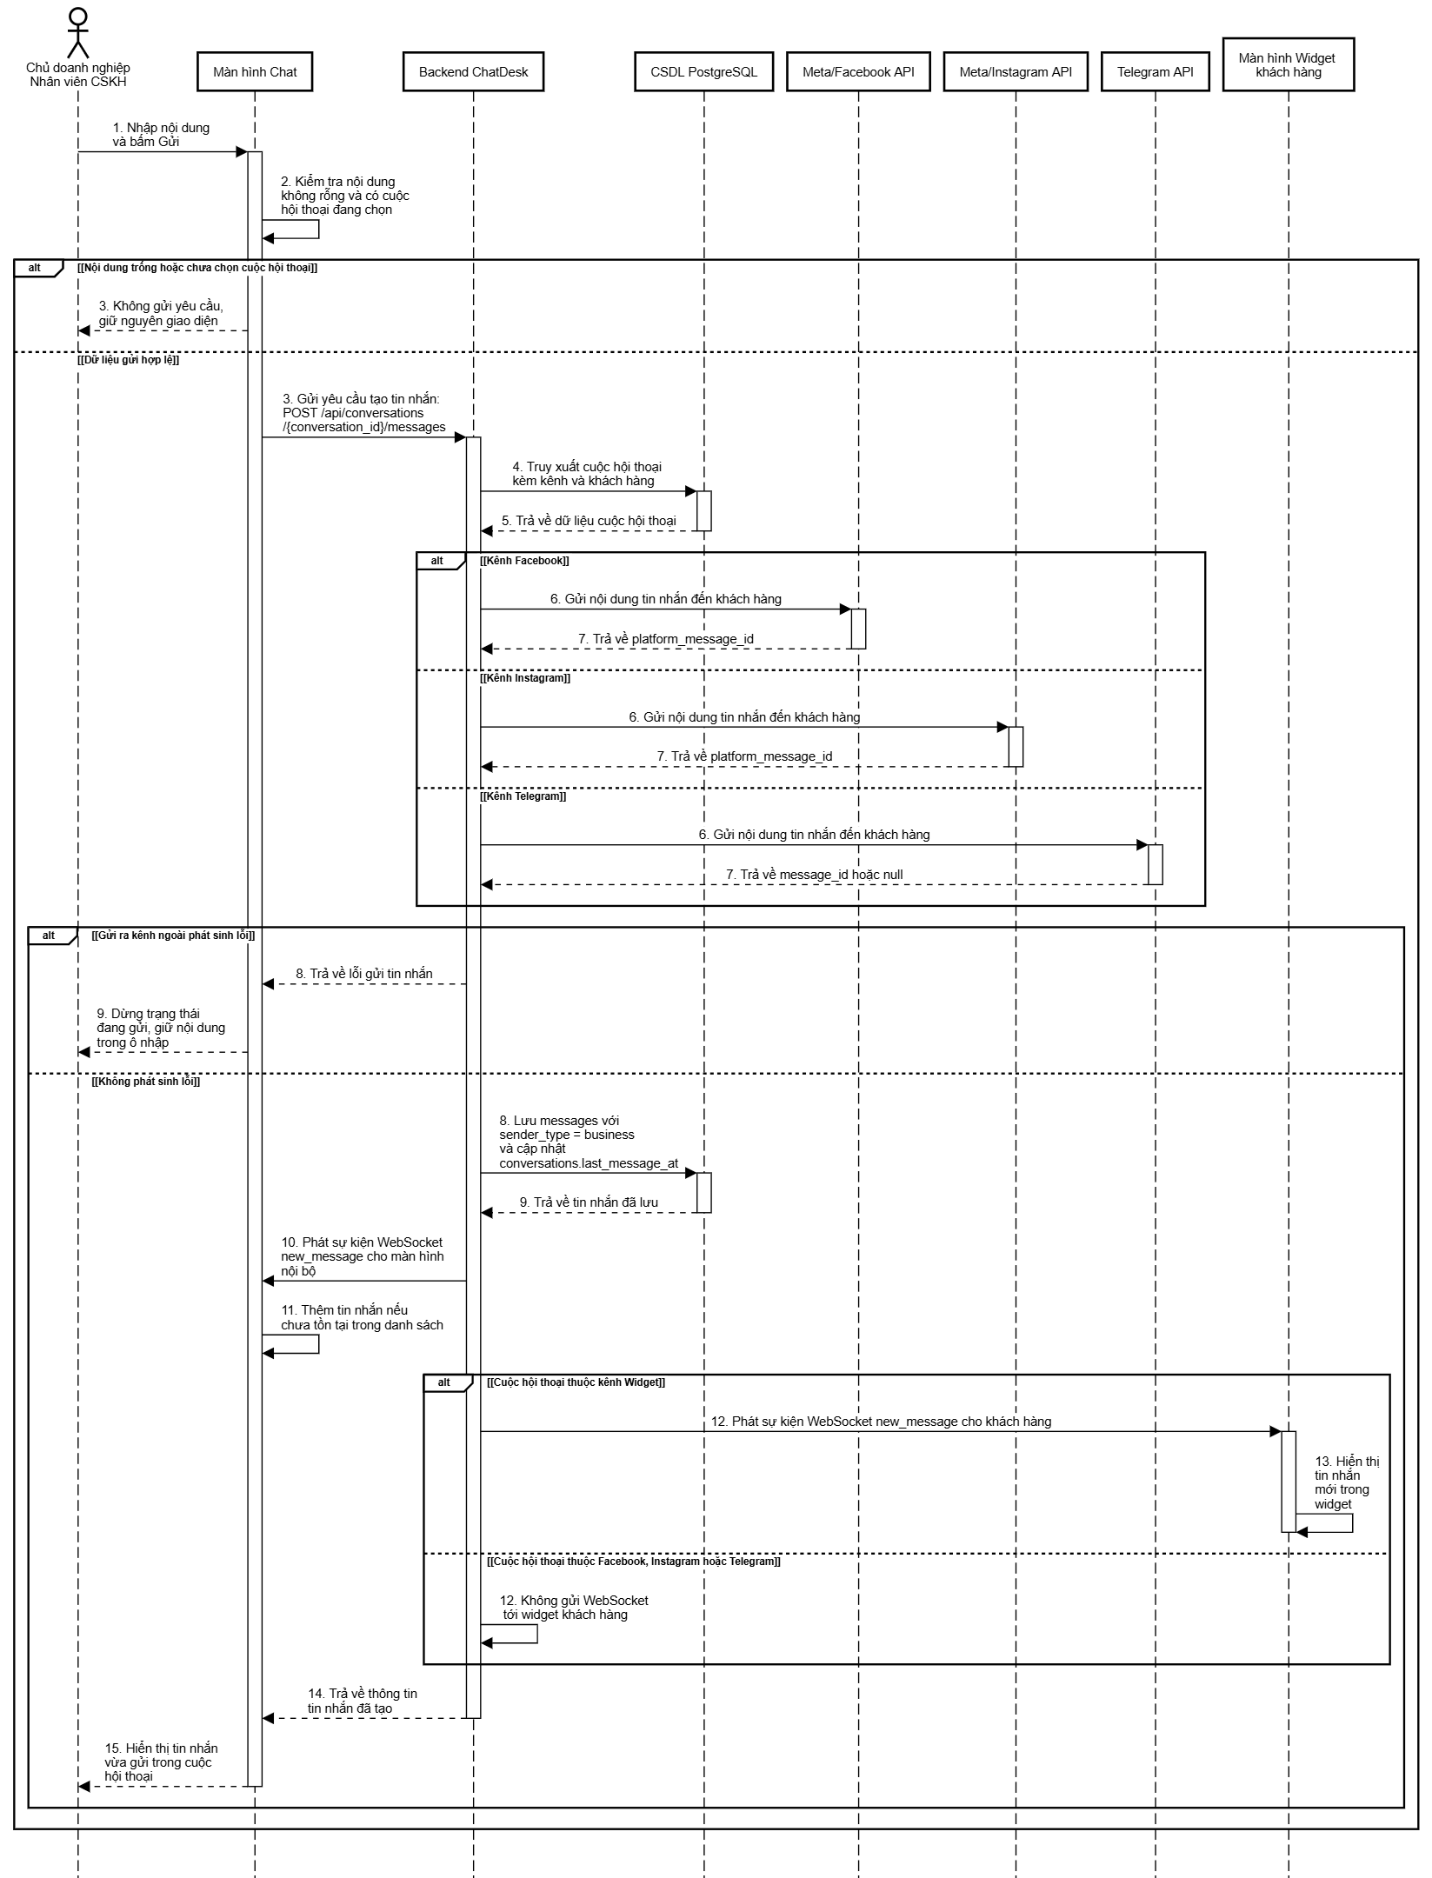 Chủ doanh nghiệp
Nhân viên CSKH
Màn hình Chat
Backend ChatDesk
CSDL PostgreSQL
Meta/Facebook API
Meta/Instagram API
Telegram API
Màn hình Widget
khách hàng
1. Nhập nội dung
và bấm Gửi
2. Kiểm tra nội dung
không rỗng và có cuộc
hội thoại đang chọn
alt
[[Nội dung trống hoặc chưa chọn cuộc hội thoại]]
3. Không gửi yêu cầu,
giữ nguyên giao diện
[[Dữ liệu gửi hợp lệ]]
3. Gửi yêu cầu tạo tin nhắn:
POST /api/conversations
/{conversation_id}/messages
4. Truy xuất cuộc hội thoại
kèm kênh và khách hàng
5. Trả về dữ liệu cuộc hội thoại
alt
[[Kênh Facebook]]
6. Gửi nội dung tin nhắn đến khách hàng
7. Trả về platform_message_id
[[Kênh Instagram]]
6. Gửi nội dung tin nhắn đến khách hàng
7. Trả về platform_message_id
[[Kênh Telegram]]
6. Gửi nội dung tin nhắn đến khách hàng
7. Trả về message_id hoặc null
alt
[[Gửi ra kênh ngoài phát sinh lỗi]]
8. Trả về lỗi gửi tin nhắn
9. Dừng trạng thái
đang gửi, giữ nội dung
trong ô nhập
[[Không phát sinh lỗi]]
8. Lưu messages với
sender_type = business
và cập nhật
conversations.last_message_at
9. Trả về tin nhắn đã lưu
10. Phát sự kiện WebSocket
new_message cho màn hình
nội bộ
11. Thêm tin nhắn nếu
chưa tồn tại trong danh sách
alt
[[Cuộc hội thoại thuộc kênh Widget]]
12. Phát sự kiện WebSocket new_message cho khách hàng
13. Hiển thị
tin nhắn
mới trong
widget
[[Cuộc hội thoại thuộc Facebook, Instagram hoặc Telegram]]
12. Không gửi WebSocket
tới widget khách hàng
14. Trả về thông tin
tin nhắn đã tạo
15. Hiển thị tin nhắn
vừa gửi trong cuộc
hội thoại